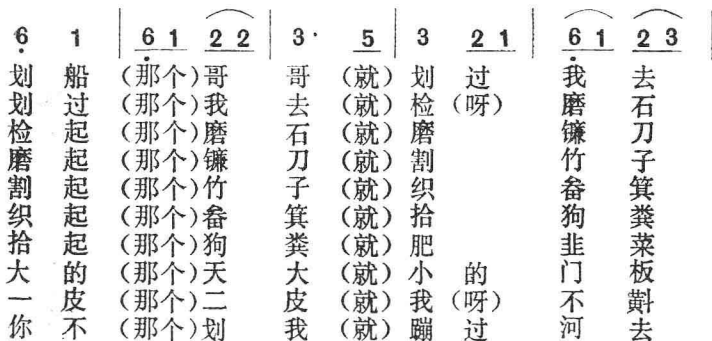 6 1 | 6 1 2 2 | 3· 5 | 3 2 1 | 6 1 2 3 |
划 船 (那个)哥 哥 (就) 划 过 我 去
划 过 (那个)我 去 (就) 检 (呀) 磨 石
检 起 (那个)磨 石 (就) 磨 镰 刀
磨 起 (那个)镰 刀 (就) 割 竹 子
割 起 (那个)竹 子 (就) 织 畚 箕
织 起 (那个)畚 箕 (就) 拾 狗 粪
拾 起 (那个)狗 粪 (就) 肥 韭 菜
大 的 (那个)天 大 (就) 小 的 门 板
一 皮 (那个)二 皮 (就) 我 (呀) 不 斢
你 不 (那个)划 我 (就) 蹦 过 河 去